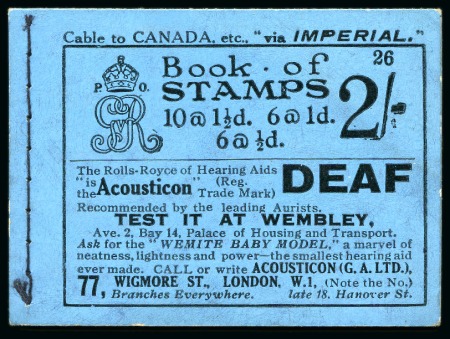 Cable to CANADA, etc., "via IMPERIAL."
26
P. O.
GR
Book · of
STAMPS
10 @ 1½d. 6 @ 1d.
6 @ ½d.
2/-
The Rolls-Royce of Hearing Aids
"is Acousticon" (Reg.
the Trade Mark)
DEAF
Recommended by the leading Aurists.
TEST IT AT WEMBLEY,
Ave. 2, Bay 14, Palace of Housing and Transport.
Ask for the "WEMITE BABY MODEL," a marvel of
neatness, lightness and power—the smallest hearing aid
ever made. CALL or write ACOUSTICON (G.A. LTD.),
77, WIGMORE ST., LONDON, W.1, (Note the No.)
Branches Everywhere. late 18. Hanover St.